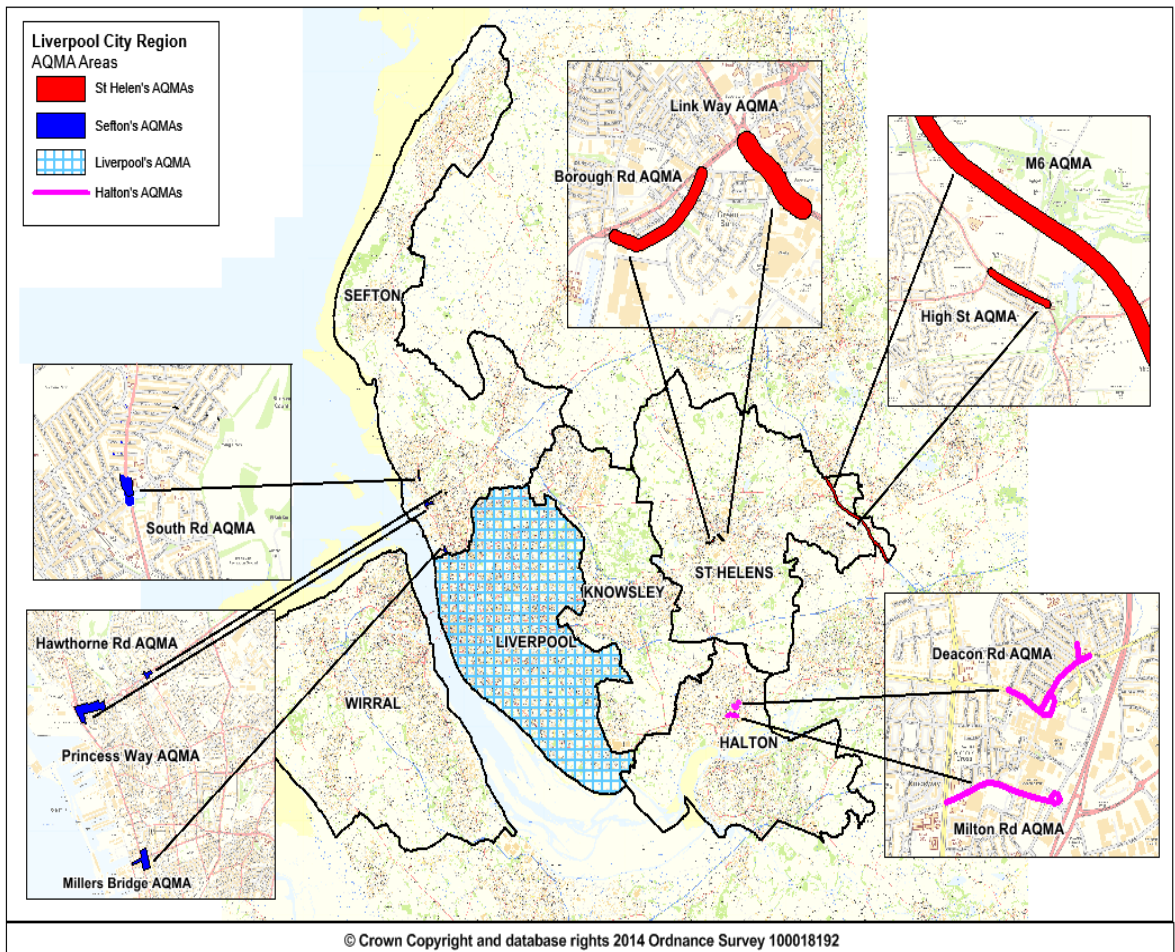 Liverpool City Region
AQMA Areas
St Helen's AQMAs
Sefton's AQMAs
Liverpool's AQMA
Halton's AQMAs
Link Way AQMA
Borough Rd AQMA
M6 AQMA
High St AQMA
SEFTON
South Rd AQMA
ST HELENS
KNOWSLEY
LIVERPOOL
Hawthorne Rd AQMA
Deacon Rd AQMA
WIRRAL
HALTON
Princess Way AQMA
Milton Rd AQMA
Millers Bridge AQMA
© Crown Copyright and database rights 2014 Ordnance Survey 100018192